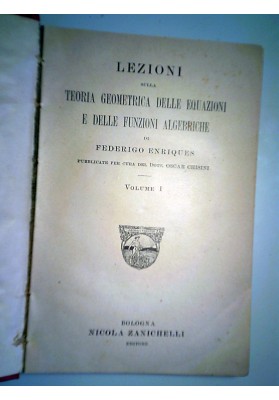 LEZIONI
SULLA
TEORIA GEOMETRICA DELLE EQUAZIONI
E DELLE FUNZIONI ALGEBRICHE
DI
FEDERIGO ENRIQUES
PUBBLICATE PER CURA DEL DOTT. OSCAR CHISINI
VOLUME I
BOLOGNA
NICOLA ZANICHELLI
EDITORE